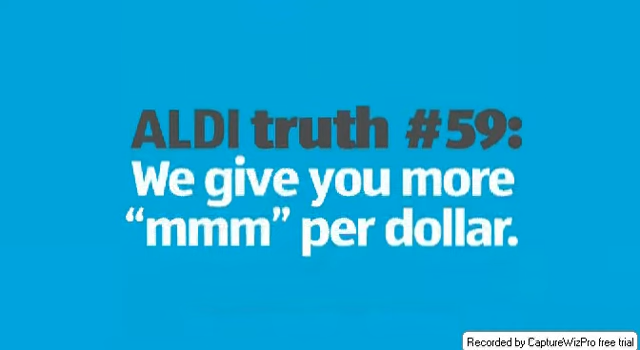 ALDI truth #59:
We give you more
“mmm” per dollar.
Recorded by CaptureWizPro free trial